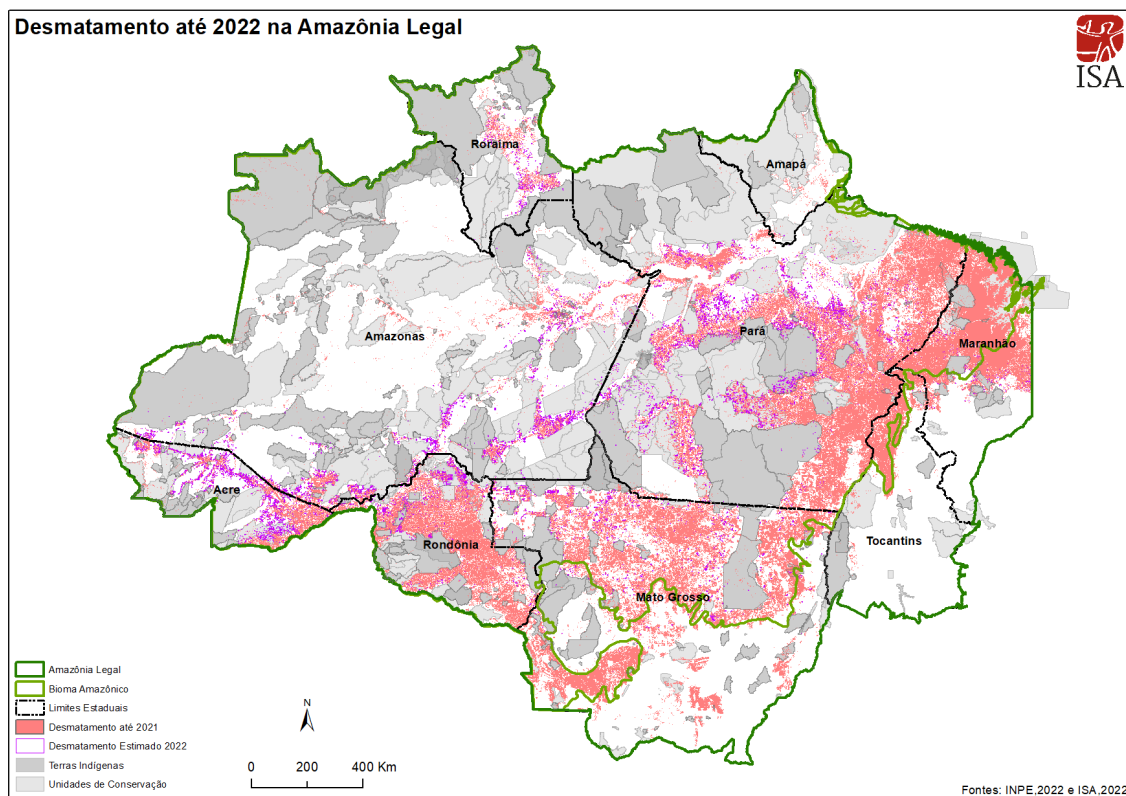 Desmatamento até 2022 na Amazônia Legal
ISA
Roraima
Amapá
Amazonas
Pará
Maranhão
Acre
Rondônia
Tocantins
Mato Grosso
Amazônia Legal
Bioma Amazônico
Limites Estaduais
Desmatamento até 2021
Desmatamento Estimado 2022
Terras Indígenas
Unidades de Conservação
N
0 200 400 Km
Fontes: INPE,2022 e ISA,2022